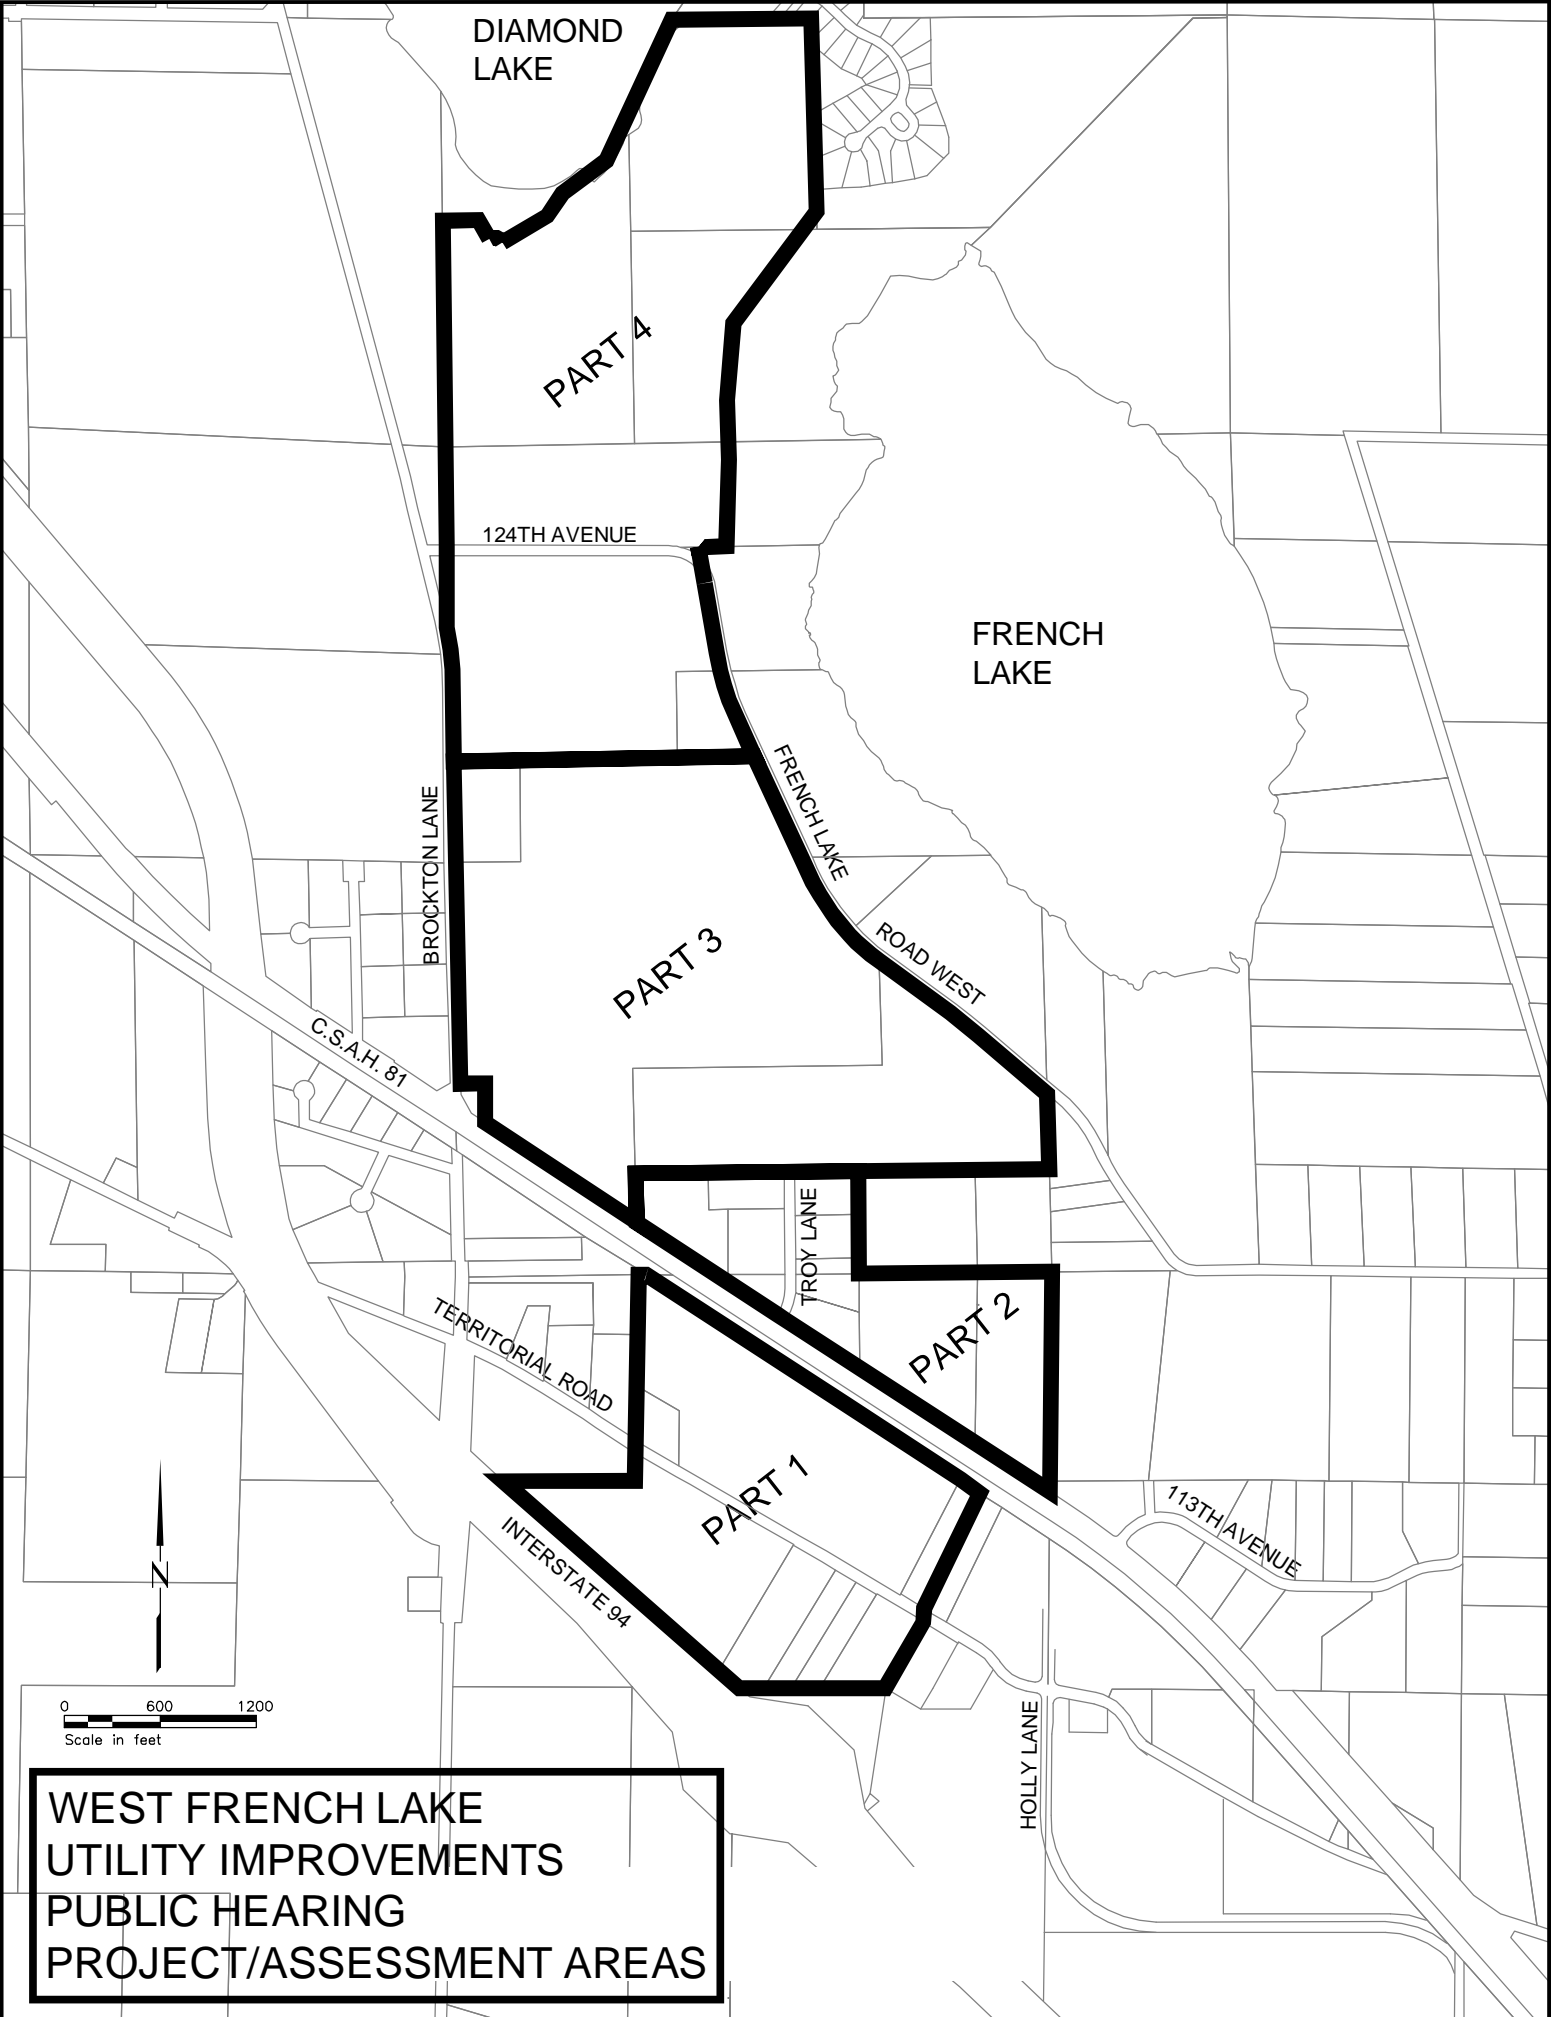 DIAMOND
LAKE
PART 4
124TH AVENUE
FRENCH
LAKE
FRENCH LAKE
BROCKTON LANE
PART 3
ROAD WEST
C.S.A.H. 81
TROY LANE
PART 2
TERRITORIAL ROAD
PART 1
113TH AVENUE
INTERSTATE 94
N
HOLLY LANE
0 600 1200
Scale in feet
WEST FRENCH LAKE
UTILITY IMPROVEMENTS
PUBLIC HEARING
PROJECT/ASSESSMENT AREAS